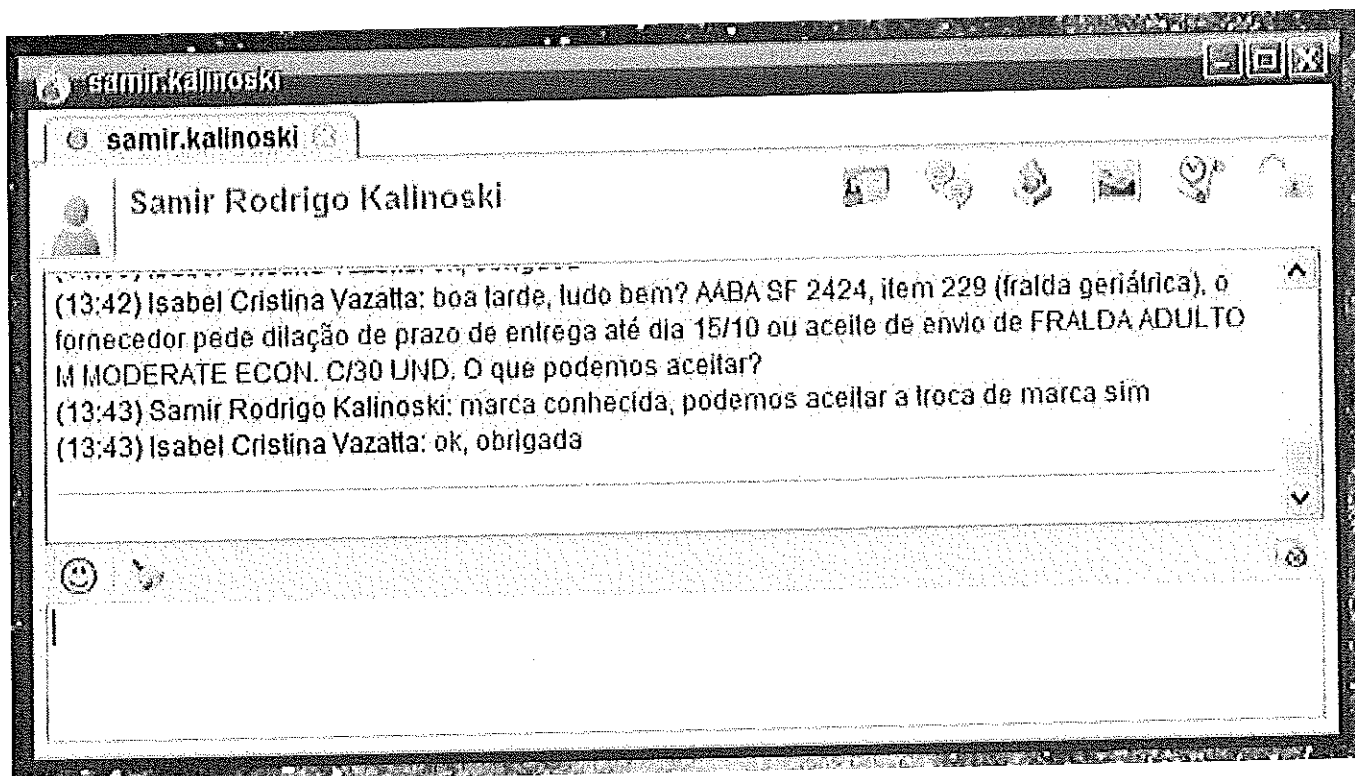 samir.kalinoski
samir.kalinoski
Samir Rodrigo Kalinoski
(13:42) Isabel Cristina Vazatta: boa tarde, tudo bem? AABA SF 2424, item 229 (fralda geriátrica), o
fornecedor pede dilação de prazo de entrega até dia 15/10 ou aceite de envio de FRALDA ADULTO
M MODERATE ECON. C/30 UND. O que podemos aceitar?
(13:43) Samir Rodrigo Kalinoski: marca conhecida, podemos aceitar a troca de marca sim
(13:43) Isabel Cristina Vazatta: ok, obrigada